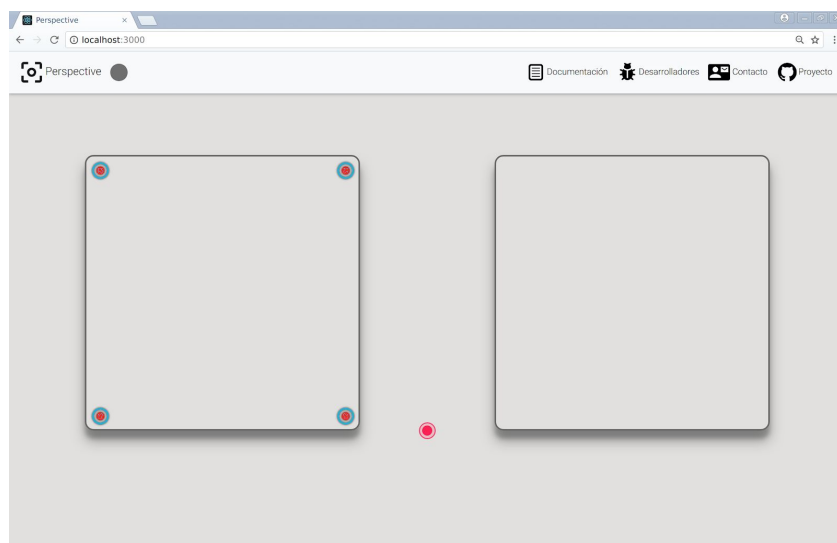 Perspective
localhost:3000
Perspective Documentación Desarrolladores Contacto Proyecto